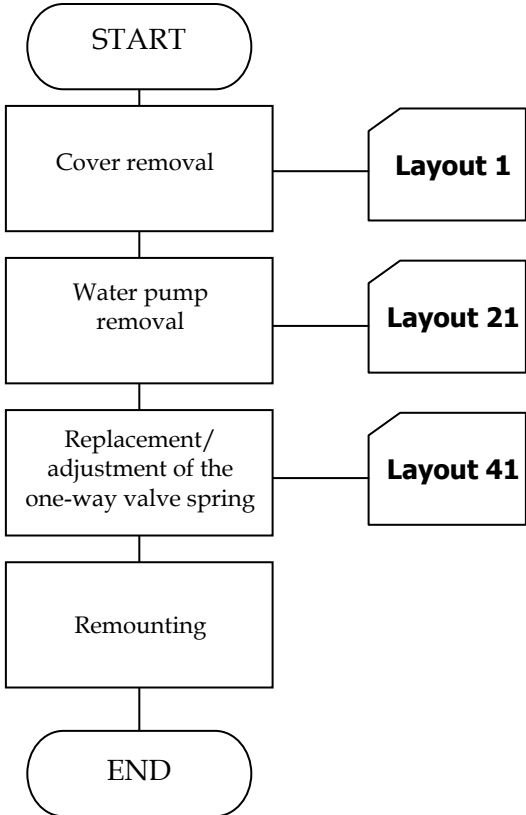 START
Cover removal
Layout 1
Water pump
removal
Layout 21
Replacement/
adjustment of the
one-way valve spring
Layout 41
Remounting
END